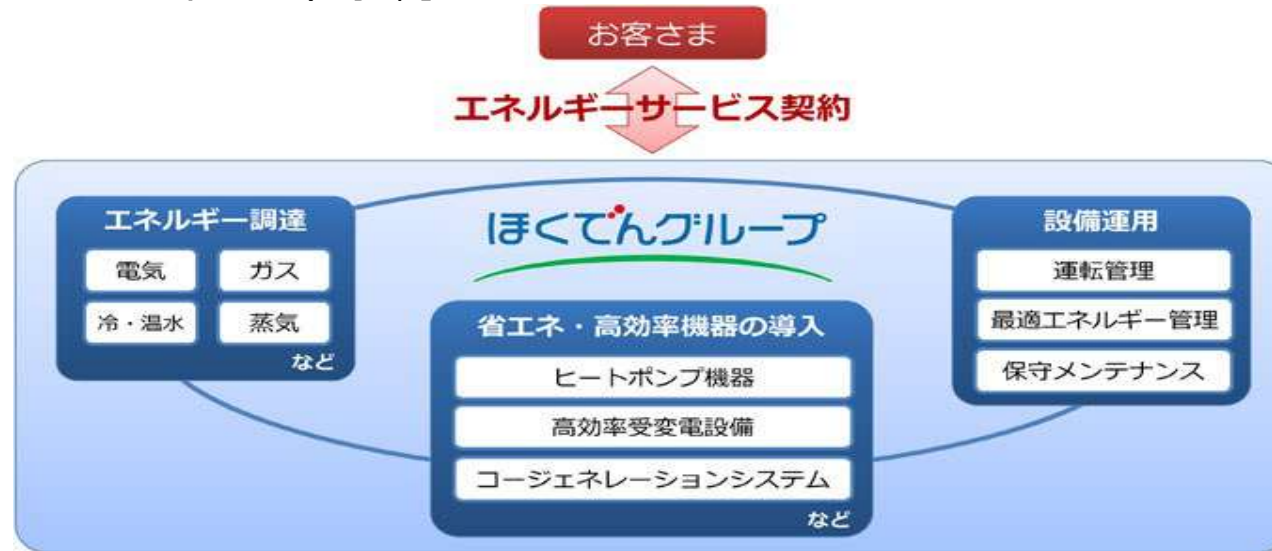 お客さま
エネルギーサービス契約
ほくでんグループ
エネルギー調達
電気
ガス
冷・温水
蒸気
など
省エネ・高効率機器の導入
ヒートポンプ機器
高効率受変電設備
コージェネレーションシステム
など
設備運用
運転管理
最適エネルギー管理
保守メンテナンス